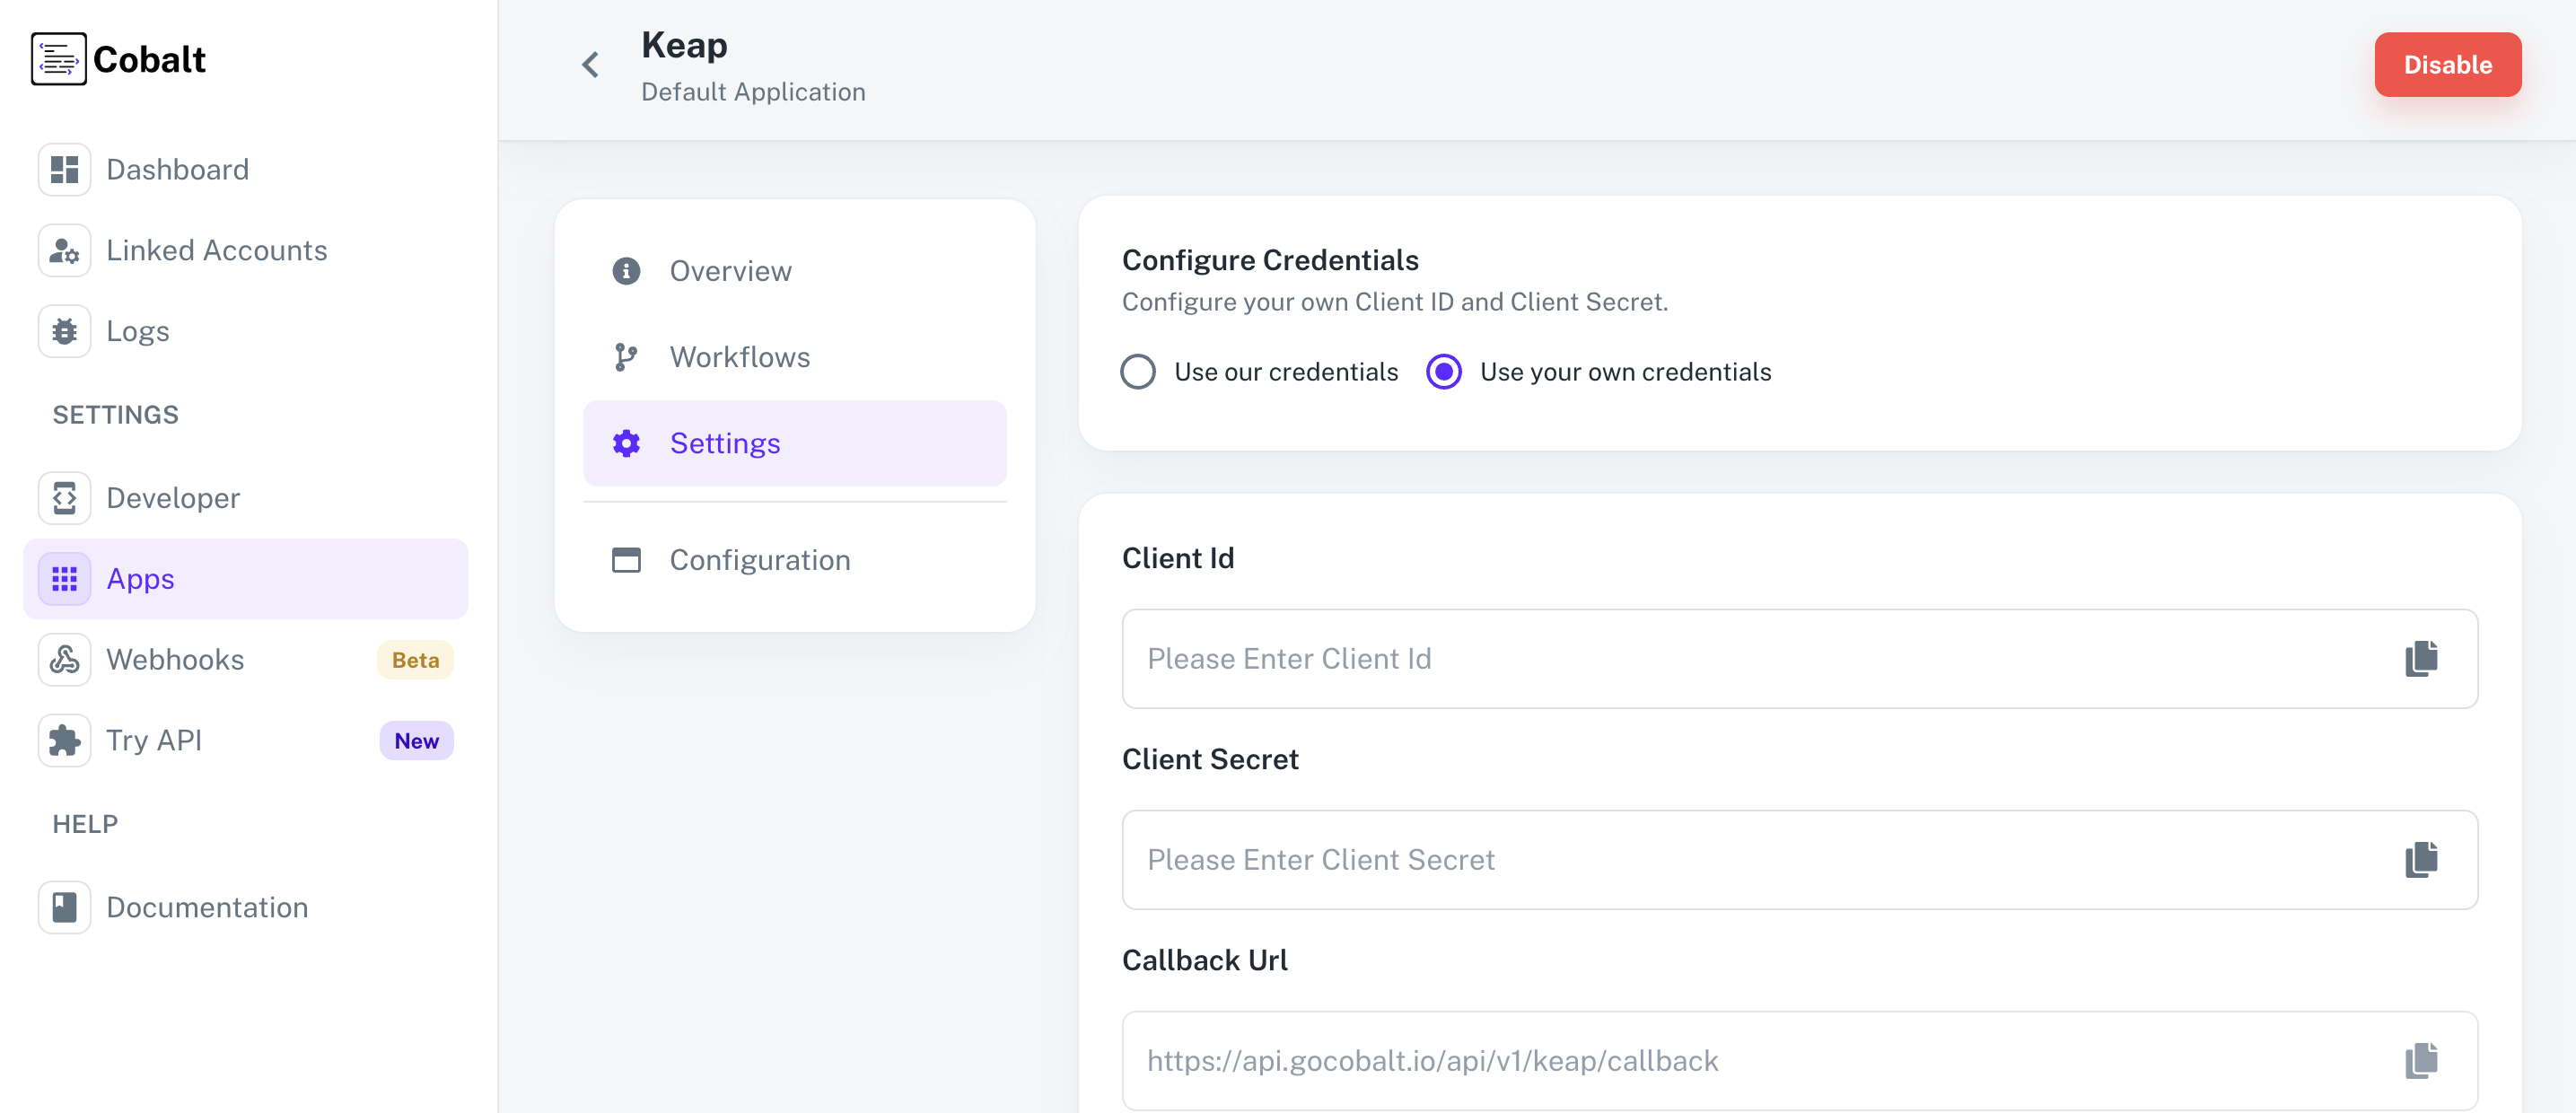 Cobalt
Dashboard
Linked Accounts
Logs
SETTINGS
Developer
Apps
Webhooks Beta
Try API New
HELP
Documentation
Keap
Default Application
Disable
Overview
Workflows
Settings
Configuration
Configure Credentials
Configure your own Client ID and Client Secret.
Use our credentials Use your own credentials
Client Id
Please Enter Client Id
Client Secret
Please Enter Client Secret
Callback Url
https://api.gocobalt.io/api/v1/keap/callback